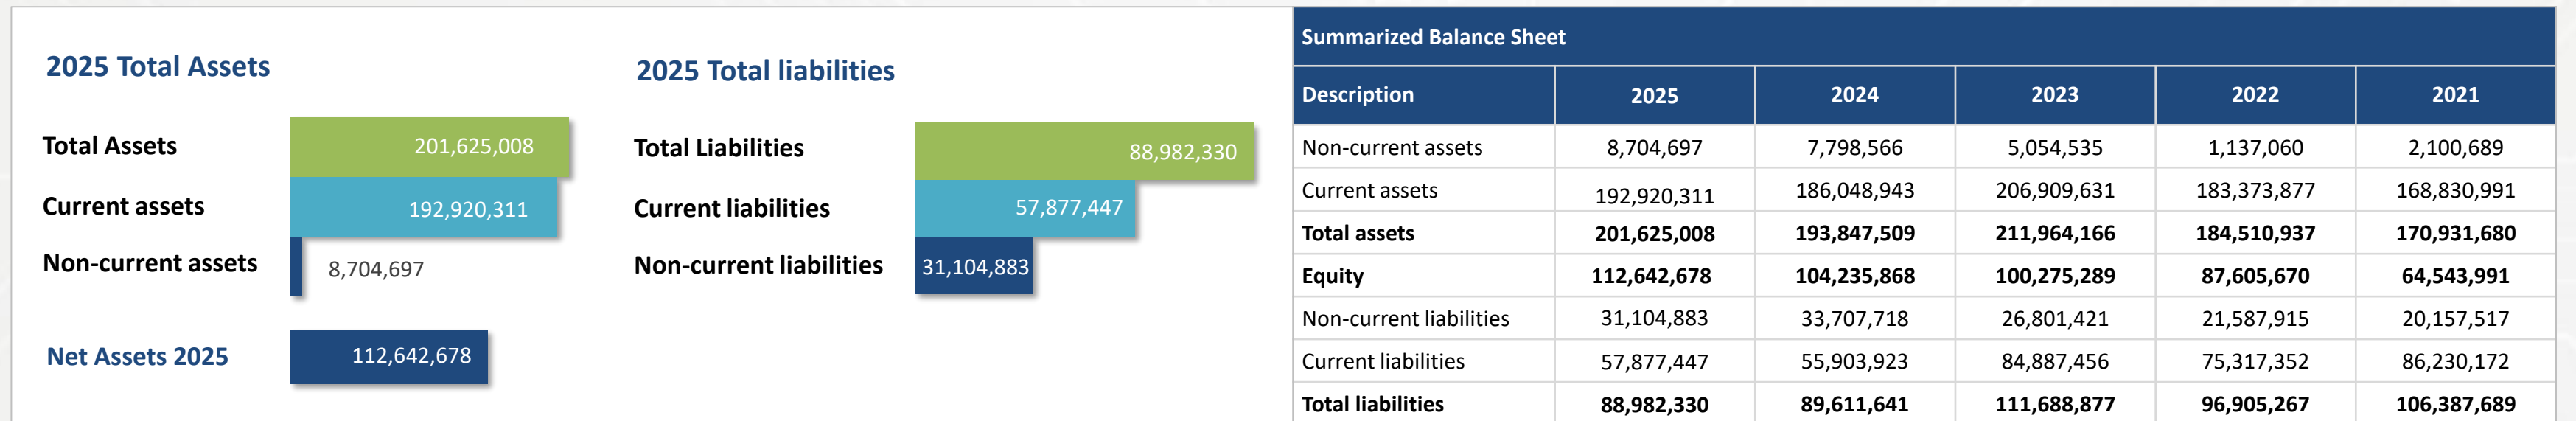 2025 Total Assets
Total Assets 201,625,008
Current assets 192,920,311
Non-current assets 8,704,697
Net Assets 2025 112,642,678
2025 Total liabilities
Total Liabilities 88,982,330
Current liabilities 57,877,447
Non-current liabilities 31,104,883
Summarized Balance Sheet
Description 2025 2024 2023 2022 2021
Non-current assets 8,704,697 7,798,566 5,054,535 1,137,060 2,100,689
Current assets 192,920,311 186,048,943 206,909,631 183,373,877 168,830,991
Total assets 201,625,008 193,847,509 211,964,166 184,510,937 170,931,680
Equity 112,642,678 104,235,868 100,275,289 87,605,670 64,543,991
Non-current liabilities 31,104,883 33,707,718 26,801,421 21,587,915 20,157,517
Current liabilities 57,877,447 55,903,923 84,887,456 75,317,352 86,230,172
Total liabilities 88,982,330 89,611,641 111,688,877 96,905,267 106,387,689